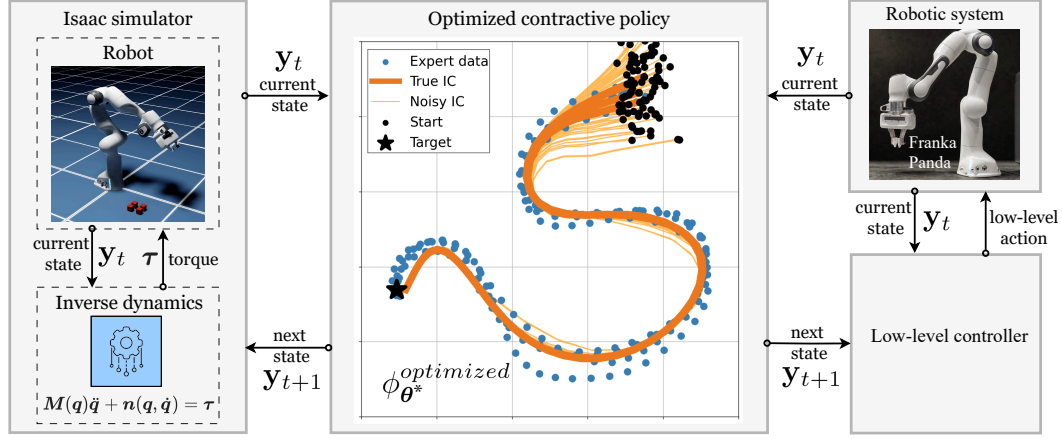 Isaac simulator
Robot
current
state
y_t
τ
torque
Inverse dynamics
M(q)q̈ + n(q, q̇) = τ
y_t
current
state
next
state
y_{t+1}
Optimized contractive policy
Expert data
True IC
Noisy IC
Start
Target
ϕ_{θ*}^{optimized}
y_t
current
state
next
state
y_{t+1}
Robotic system
Franka
Panda
current
state
y_t
low-level
action
Low-level controller